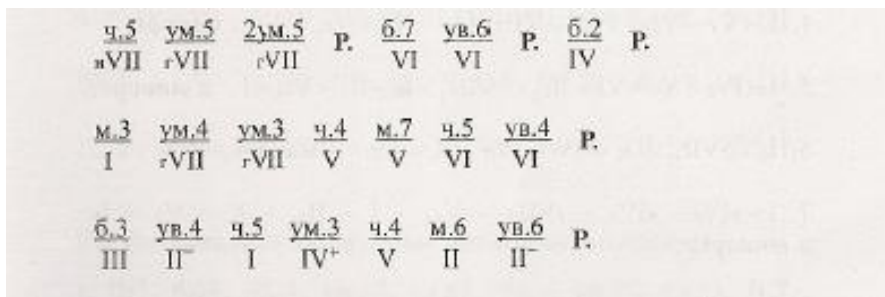 ч.5 ум.5 2ум.5 Р. б.7 ув.6 Р. б.2 Р.
нVII гVII гVII VI VI IV
м.3 ум.4 ум.3 ч.4 м.7 ч.5 ув.4 Р.
I гVII гVII V V VI VI
б.3 ув.4 ч.5 ум.3 ч.4 м.6 ув.6 Р.
III II⁻ I IV⁺ V II II⁻